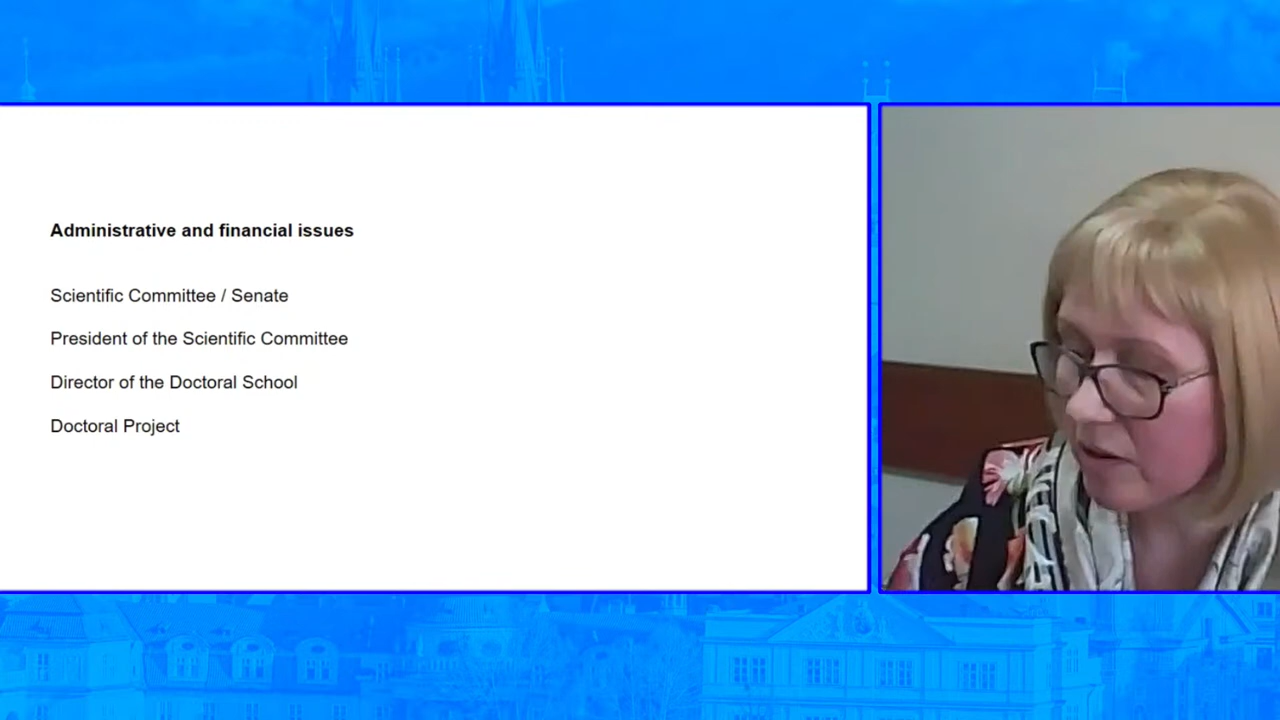 Administrative and financial issues
Scientific Committee / Senate
President of the Scientific Committee
Director of the Doctoral School
Doctoral Project